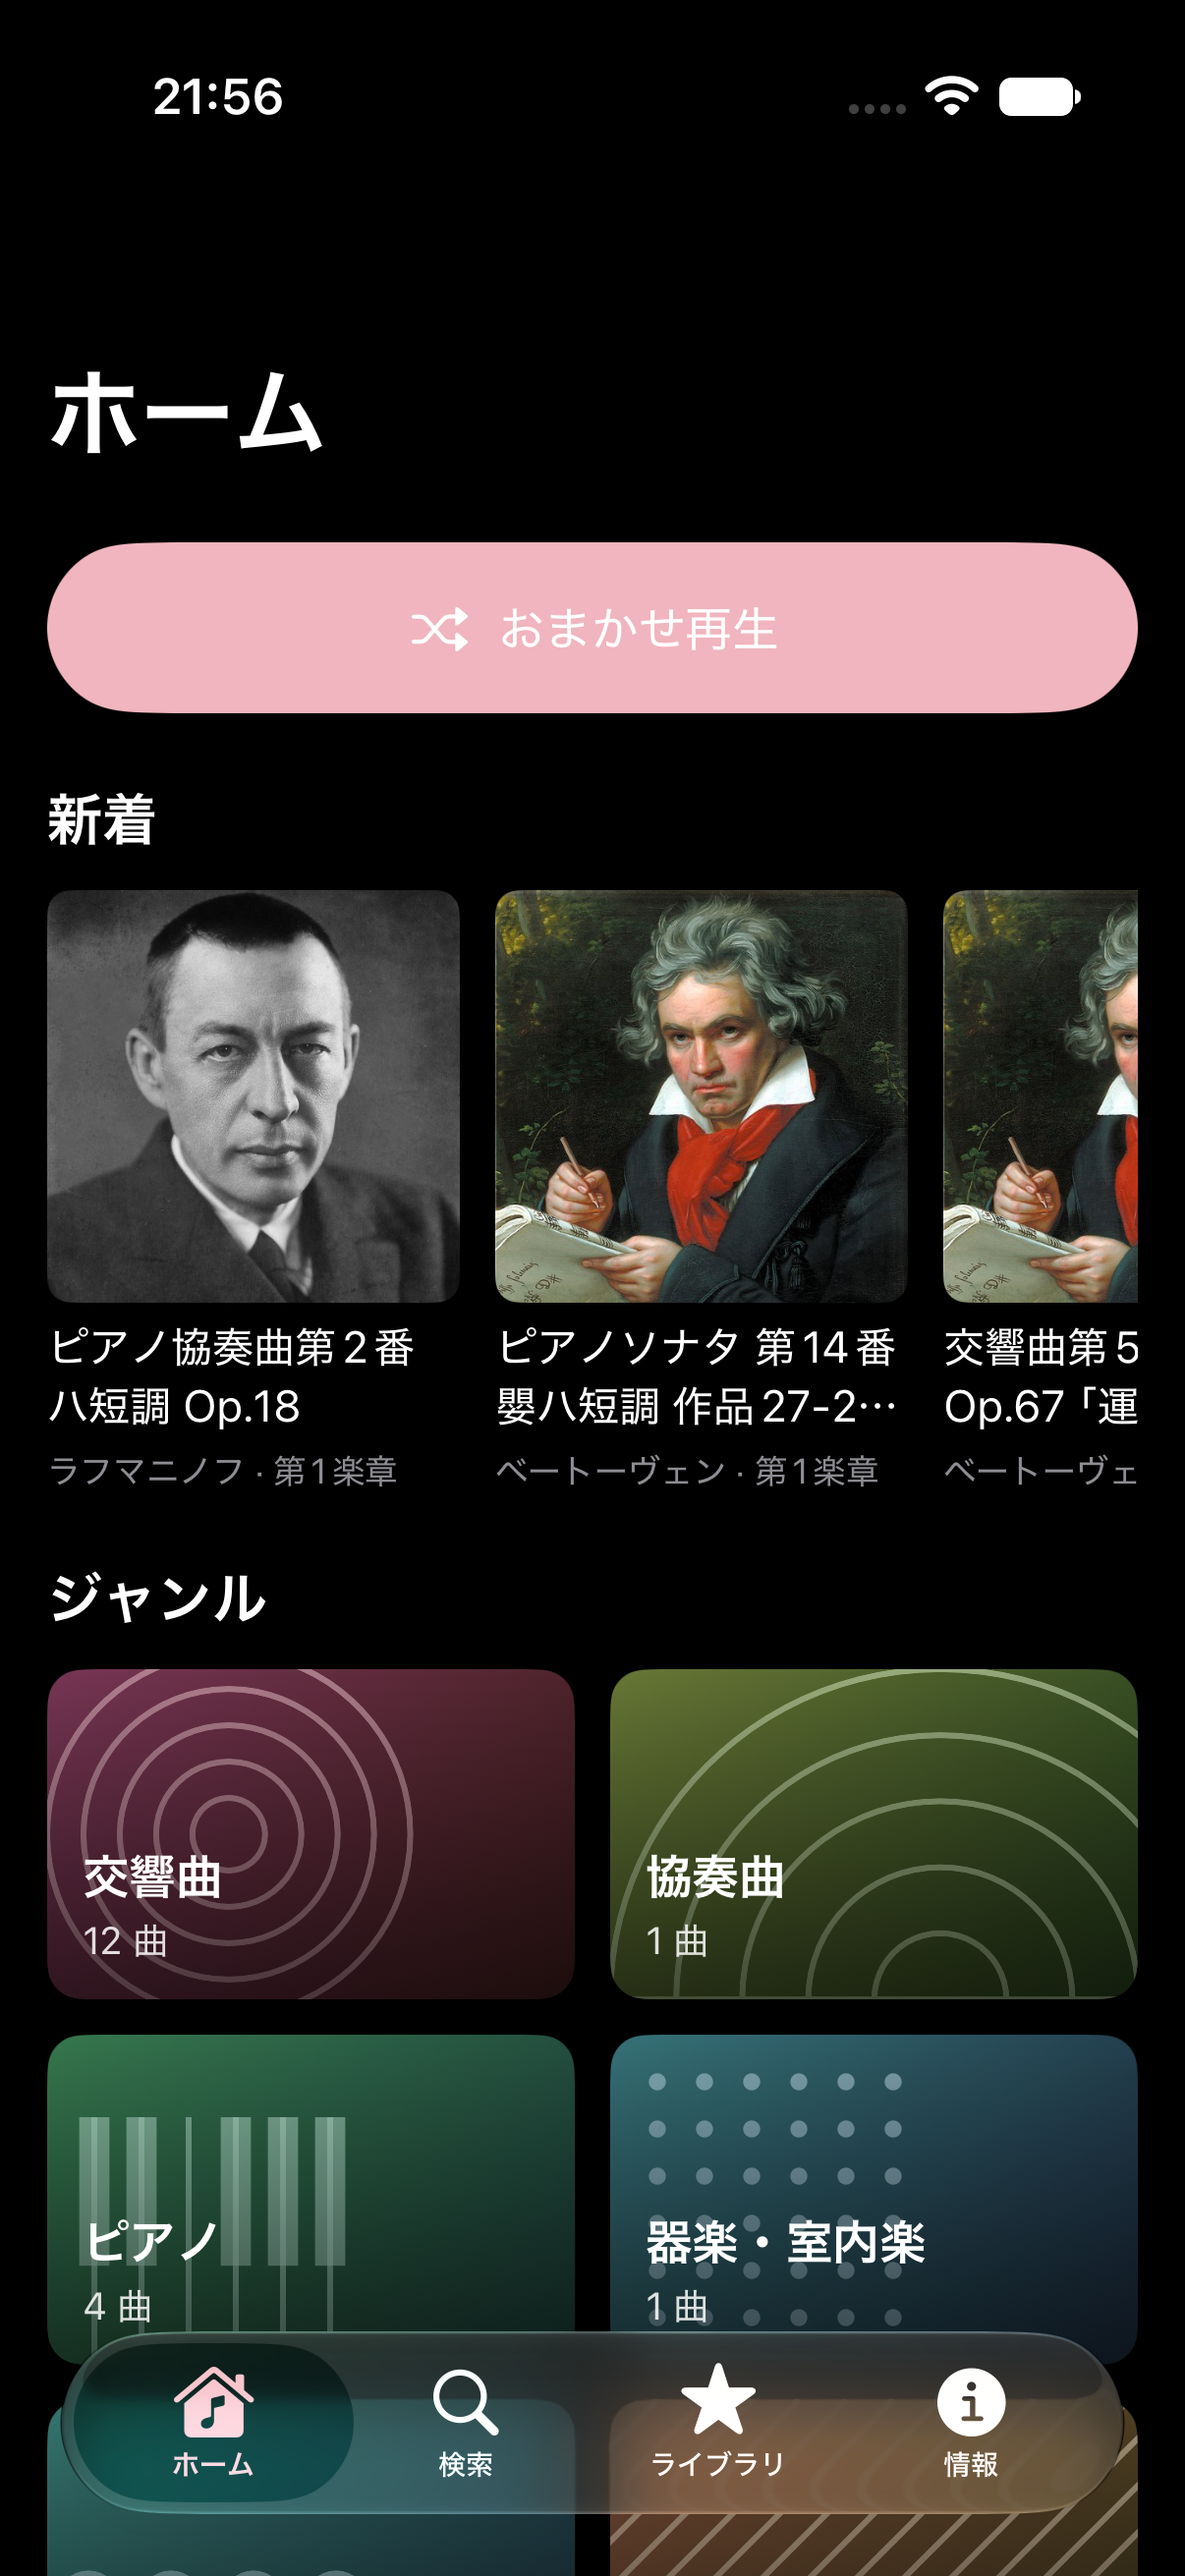 21:56
ホーム
おまかせ再生
新着
ピアノ協奏曲第2番
ハ短調 Op.18
ラフマニノフ · 第1楽章
ピアノソナタ 第14番
嬰ハ短調 作品27-2…
ベートーヴェン · 第1楽章
交響曲第5
Op.67「運
ベートーヴェ
ジャンル
交響曲
12 曲
協奏曲
1 曲
ピアノ
4 曲
器楽・室内楽
1 曲
ホーム
検索
ライブラリ
情報